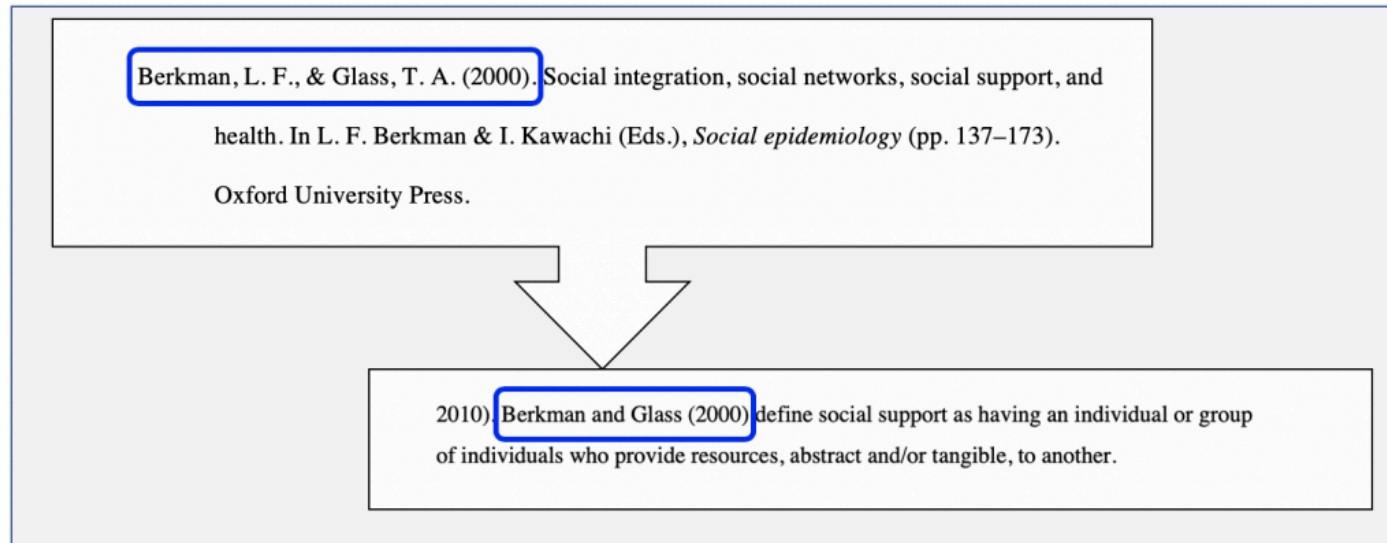 Berkman, L. F., & Glass, T. A. (2000). Social integration, social networks, social support, and
health. In L. F. Berkman & I. Kawachi (Eds.), Social epidemiology (pp. 137–173).
Oxford University Press.
2010). Berkman and Glass (2000) define social support as having an individual or group
of individuals who provide resources, abstract and/or tangible, to another.